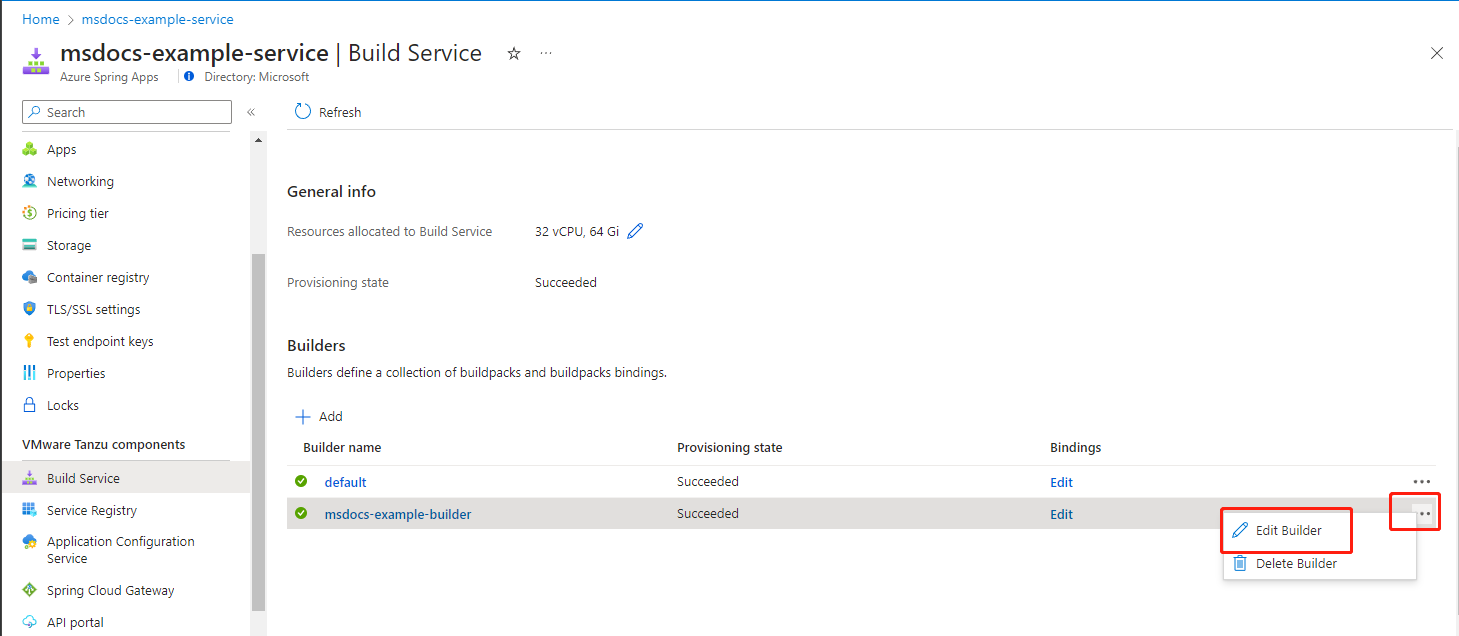 Home > msdocs-example-service
msdocs-example-service | Build Service
Azure Spring Apps
Directory: Microsoft
Search
Refresh
Apps
Networking
Pricing tier
Storage
Container registry
TLS/SSL settings
Test endpoint keys
Properties
Locks
VMware Tanzu components
Build Service
Service Registry
Application Configuration
Service
Spring Cloud Gateway
API portal
General info
Resources allocated to Build Service 32 vCPU, 64 Gi
Provisioning state Succeeded
Builders
Builders define a collection of buildpacks and buildpacks bindings.
Add
Builder name Provisioning state Bindings
default Succeeded Edit
msdocs-example-builder Succeeded Edit
Edit Builder
Delete Builder